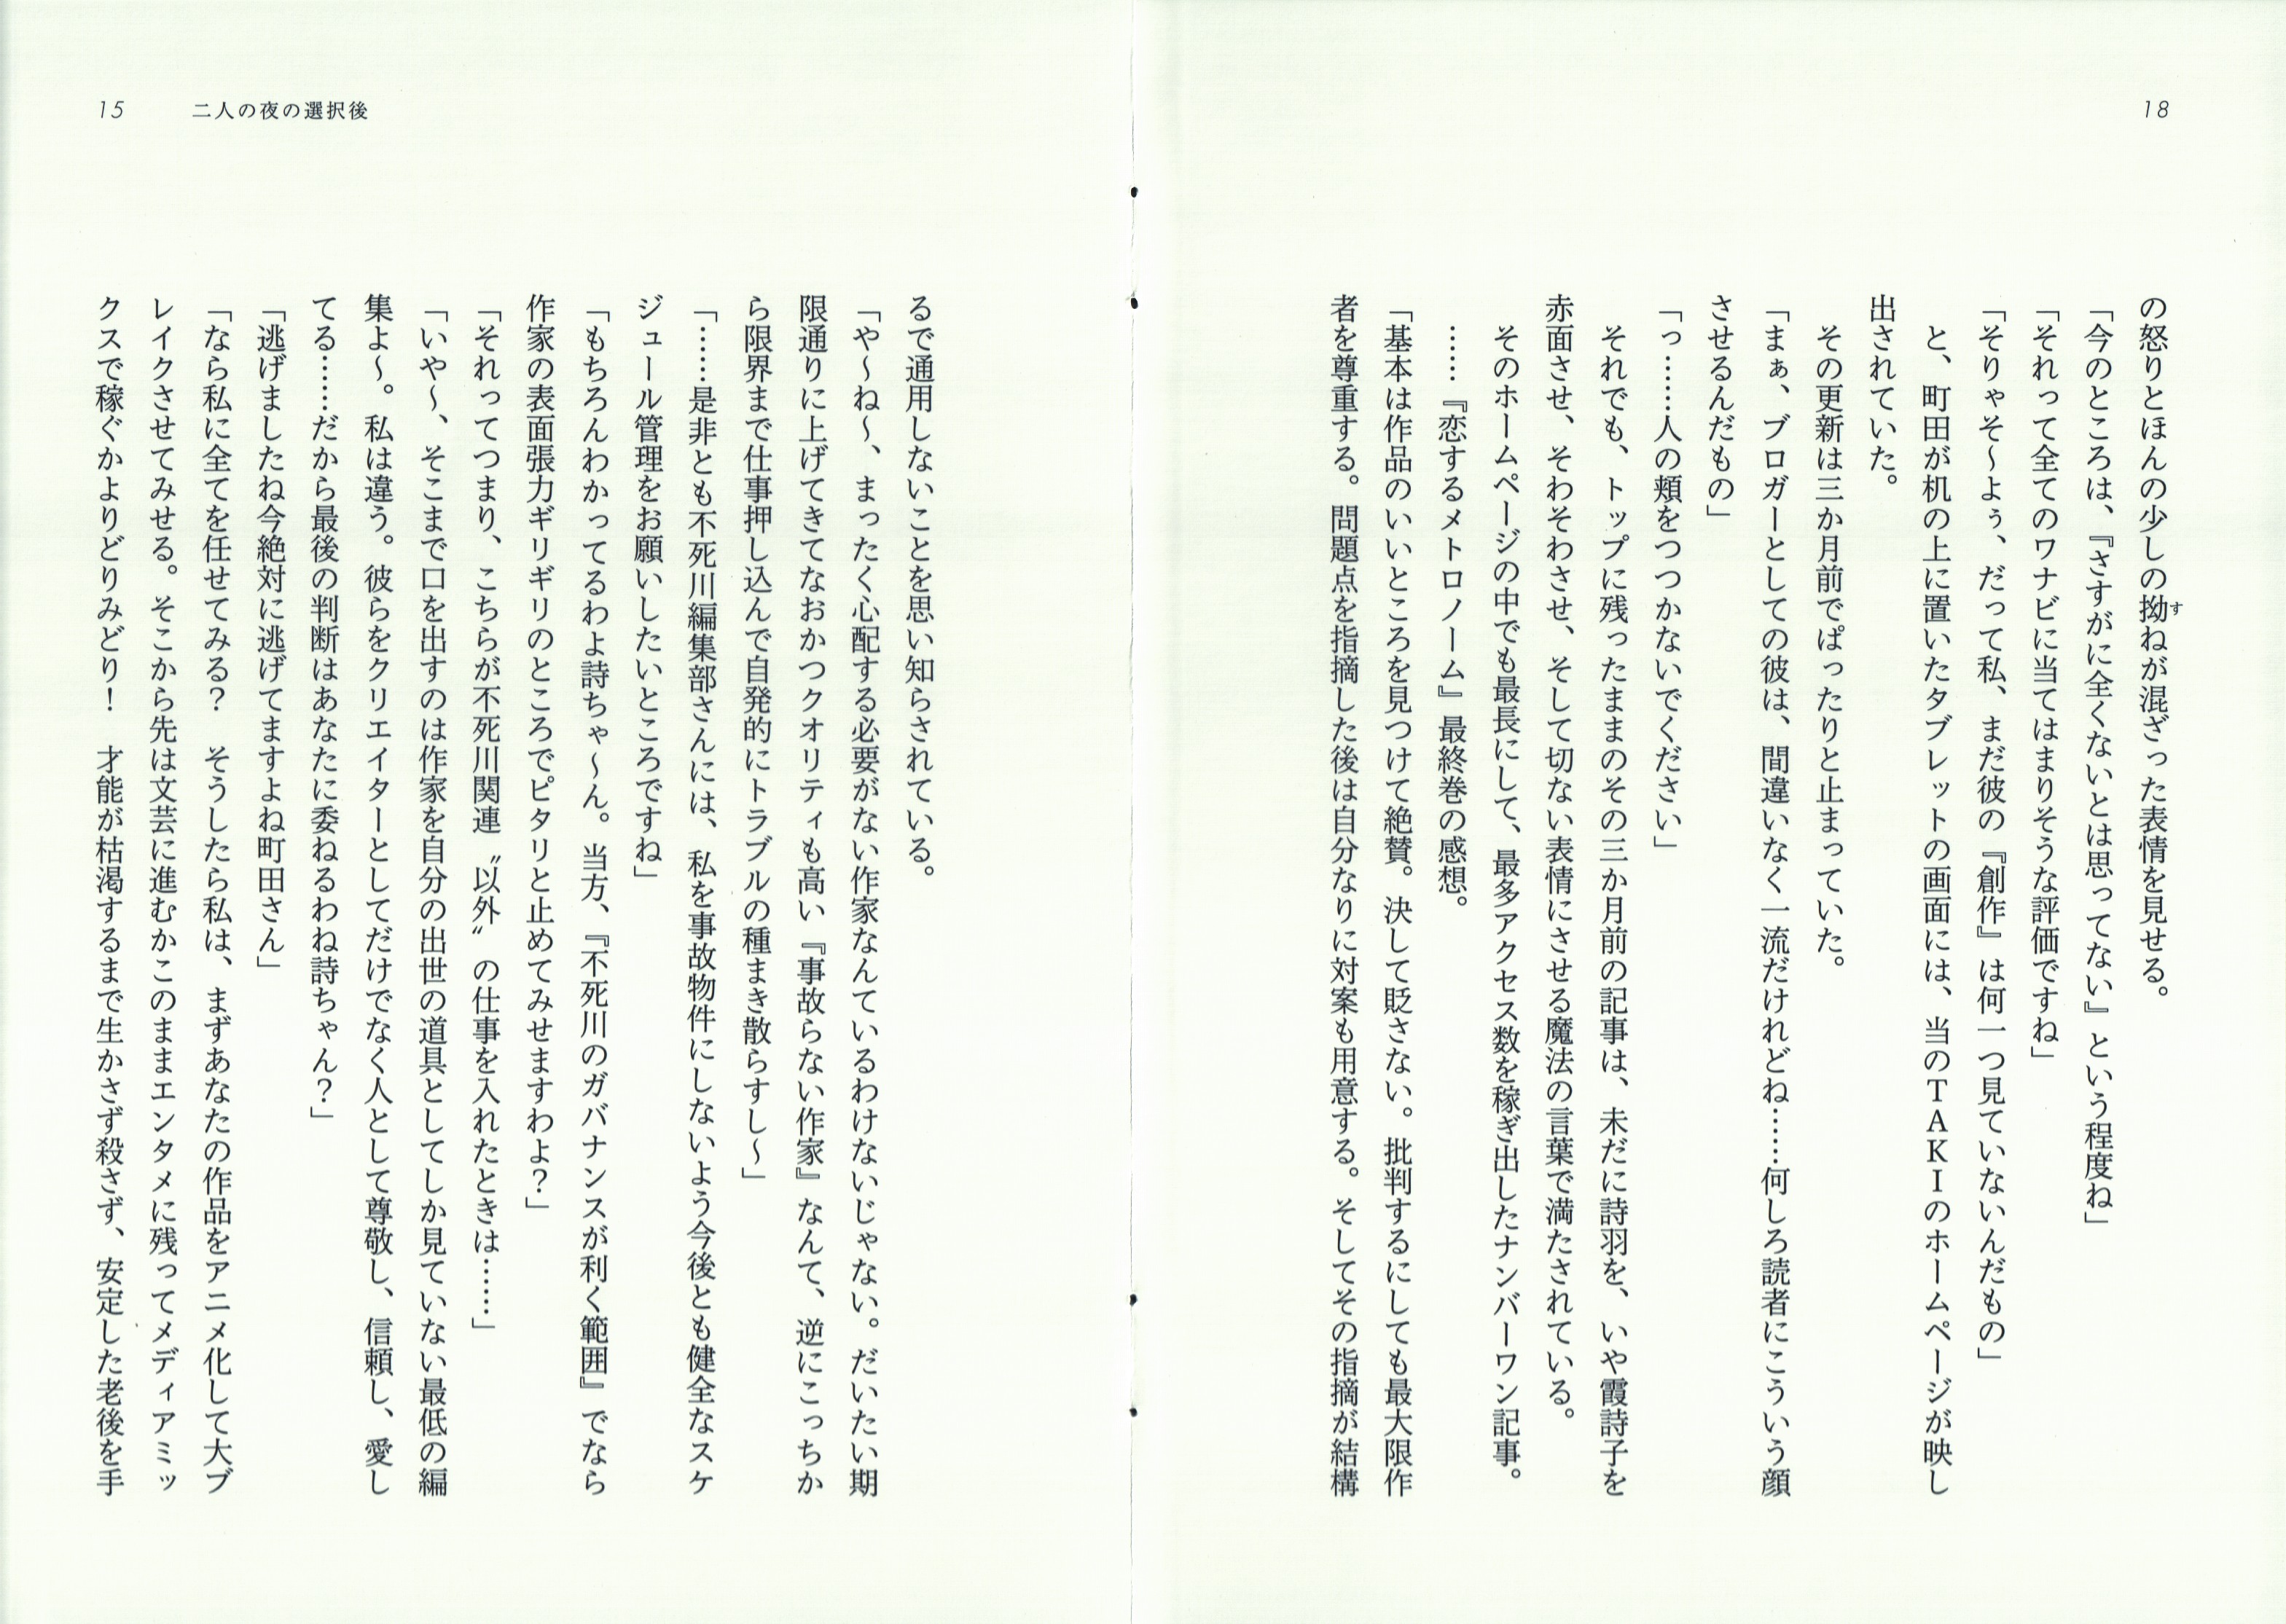 18
の怒りとほんの少しの拗ねが混ざった表情を見せる。
「今のところは、『さすがに全くないとは思ってない』という程度ね」
「それって全てのワナビに当てはまりそうな評価ですね」
「そりゃそ～よぅ、だって私、まだ彼の『創作』は何一つ見ていないんだもの」
と、町田が机の上に置いたタブレットの画面には、当のTAKIのホームページが映し
出されていた。
その更新は三か月前でぱったりと止まっていた。
「まぁ、ブロガーとしての彼は、間違いなく一流だけれどね……何しろ読者にこういう顔
させるんだもの」
「っ……人の頬をつつかないでください」
それでも、トップに残ったままのその三か月前の記事は、未だに詩羽を、いや霞詩子を
赤面させ、そわそわさせ、そして切ない表情にさせる魔法の言葉で満たされている。
そのホームページの中でも最長にして、最多アクセス数を稼ぎ出したナンバーワン記事。
……『恋するメトロノーム』最終巻の感想。
「基本は作品のいいところを見つけて絶賛。決して貶さない。批判するにしても最大限作
者を尊重する。問題点を指摘した後は自分なりに対案も用意する。そしてその指摘が結構
15
二人の夜の選択後
るで通用しないことを思い知らされている。
「や～ね～、まったく心配する必要がない作家なんているわけないじゃない。だいたい期
限通りに上げてきてなおかつクオリティも高い『事故らない作家』なんて、逆にこっちか
ら限界まで仕事押し込んで自発的にトラブルの種まき散らすし～」
「……是非とも不死川編集部さんには、私を事故物件にしないよう今後とも健全なスケ
ジュール管理をお願いしたいところですね」
「もちろんわかってるわよ詩ちゃ～ん。当方、『不死川のガバナンスが利く範囲』でなら
作家の表面張力ギリギリのところでピタリと止めてみせますわよ？」
「それってつまり、こちらが不死川関連〝以外〟の仕事を入れたときは……」
「いや～、そこまで口を出すのは作家を自分の出世の道具としてしか見ていない最低の編
集よ～。私は違う。彼らをクリエイターとしてだけでなく人として尊敬し、信頼し、愛し
てる……だから最後の判断はあなたに委ねるわね詩ちゃん？」
「逃げましたね今絶対に逃げてますよね町田さん」
「なら私に全てを任せてみる？　そうしたら私は、まずあなたの作品をアニメ化して大ブ
レイクさせてみせる。そこから先は文芸に進むかこのままエンタメに残ってメディアミッ
クスで稼ぐかよりどりみどり！　才能が枯渇するまで生かさず殺さず、安定した老後を手